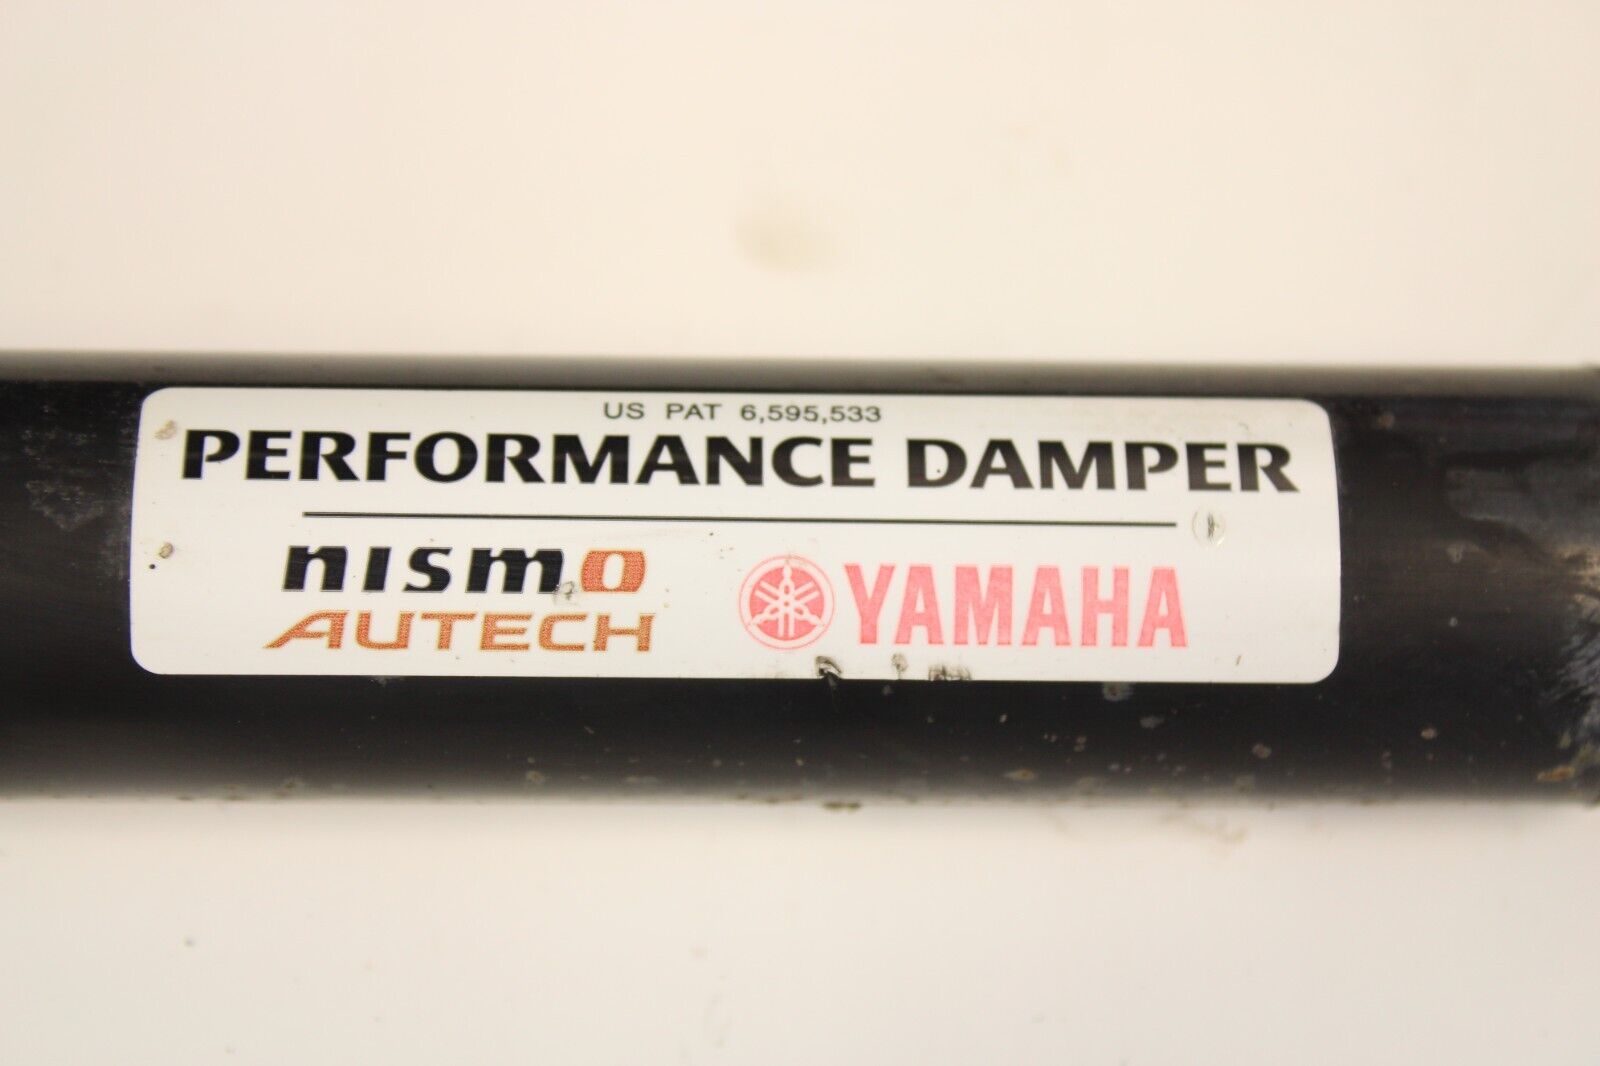 US PAT 6,595,533
PERFORMANCE DAMPER
nismo
AUTECH
YAMAHA